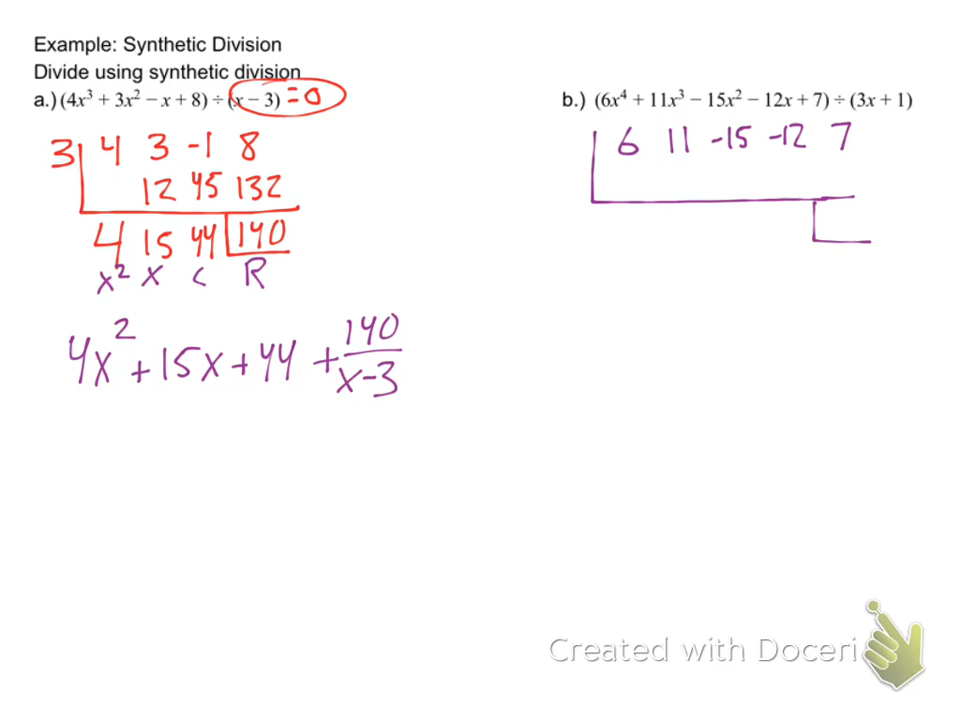 Example: Synthetic Division
Divide using synthetic division
a.) (4x³ + 3x² − x + 8) ÷ (x − 3) = 0
3 4 3 -1 8
12 45 132
4 15 44 140
x² x c R
4x² + 15x + 44 + 140/x-3
b.) (6x⁴ + 11x³ − 15x² − 12x + 7) ÷ (3x + 1)
6 11 -15 -12 7
Created with Doceri